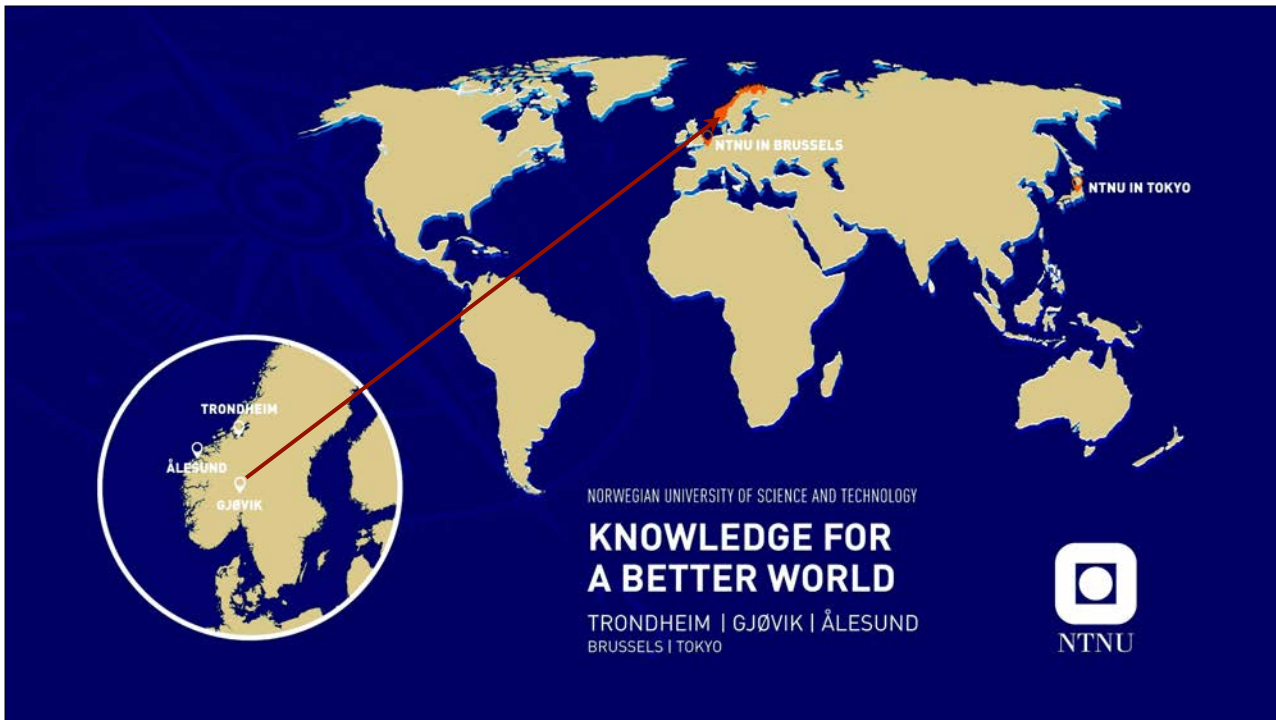 NTNU IN BRUSSELS
NTNU IN TOKYO
TRONDHEIM
ÅLESUND
GJØVIK
NORWEGIAN UNIVERSITY OF SCIENCE AND TECHNOLOGY
KNOWLEDGE FOR
A BETTER WORLD
TRONDHEIM | GJØVIK | ÅLESUND
BRUSSELS | TOKYO
NTNU